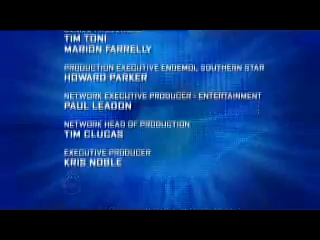 TIM TONI
MARION FARRELLY
PRODUCTION EXECUTIVE ENDEMOL SOUTHERN STAR
HOWARD PARKER
NETWORK EXECUTIVE PRODUCER - ENTERTAINMENT
PAUL LEADON
NETWORK HEAD OF PRODUCTION
TIM CLUCAS
EXECUTIVE PRODUCER
KRIS NOBLE